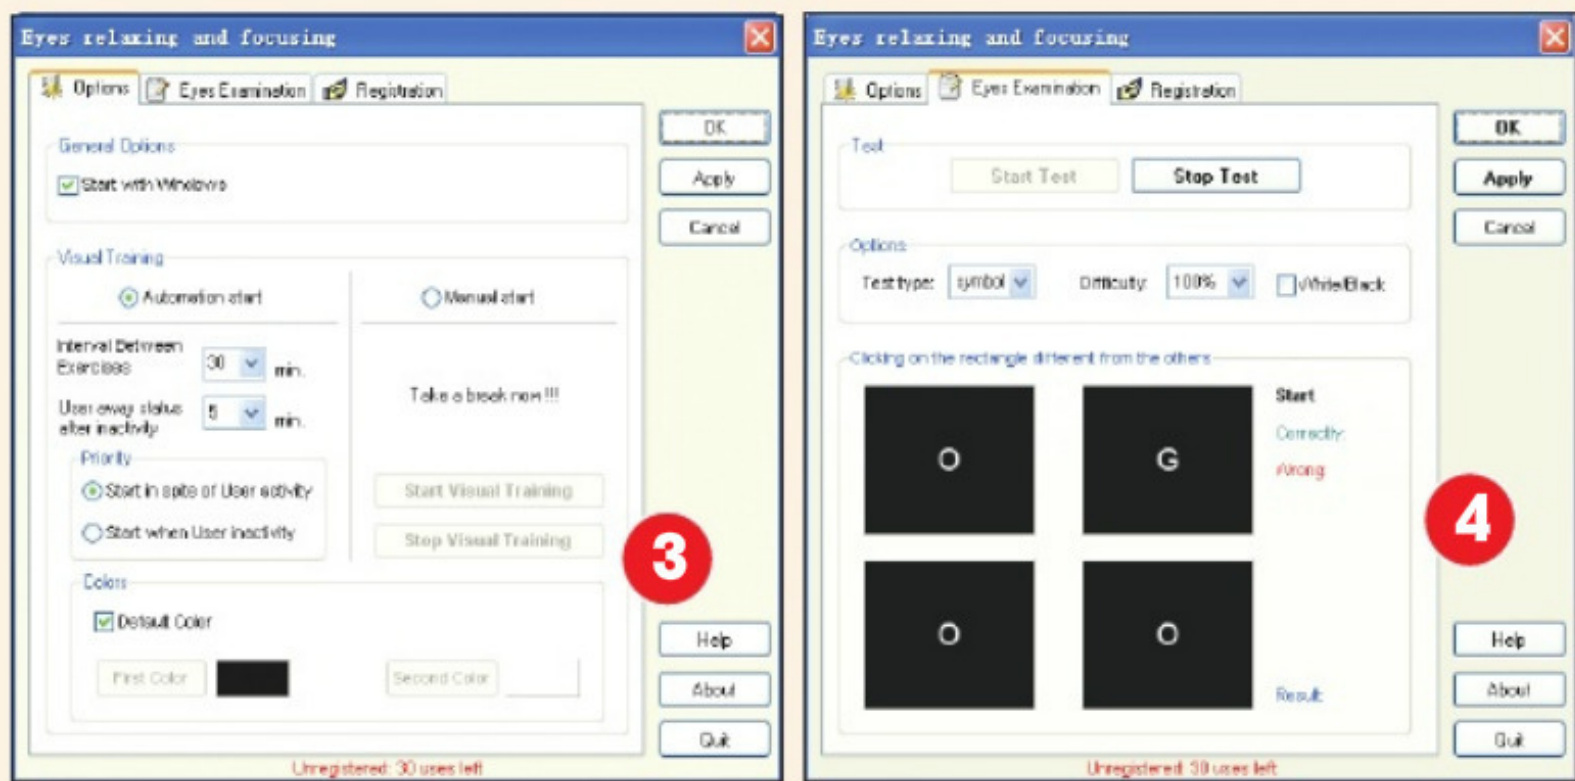 Eyes relaxing and focusing
Options Eyes Examination Registration
General Options
Start with Windows
Visual Training
Automation start
Manual start
Interval Between
Exercises
30
min.
User away status
after inactivity
5
min.
Take a break now !!!
Priority
Start in spite of User activity
Start when User inactivity
Start Visual Training
Stop Visual Training
Colors
Default Color
First Color
Second Color
OK
Apply
Cancel
3
Help
About
Quit
Unregistered: 30 uses left
Eyes relaxing and focusing
Options Eyes Examination Registration
Test
Start Test Stop Test
Options
Test type: symbol Difficulty: 100% White/Black
Clicking on the rectangle different from the others
O G
O O
Start
Correctly:
Wrong:
Result:
OK
Apply
Cancel
4
Help
About
Quit
Unregistered: 30 uses left